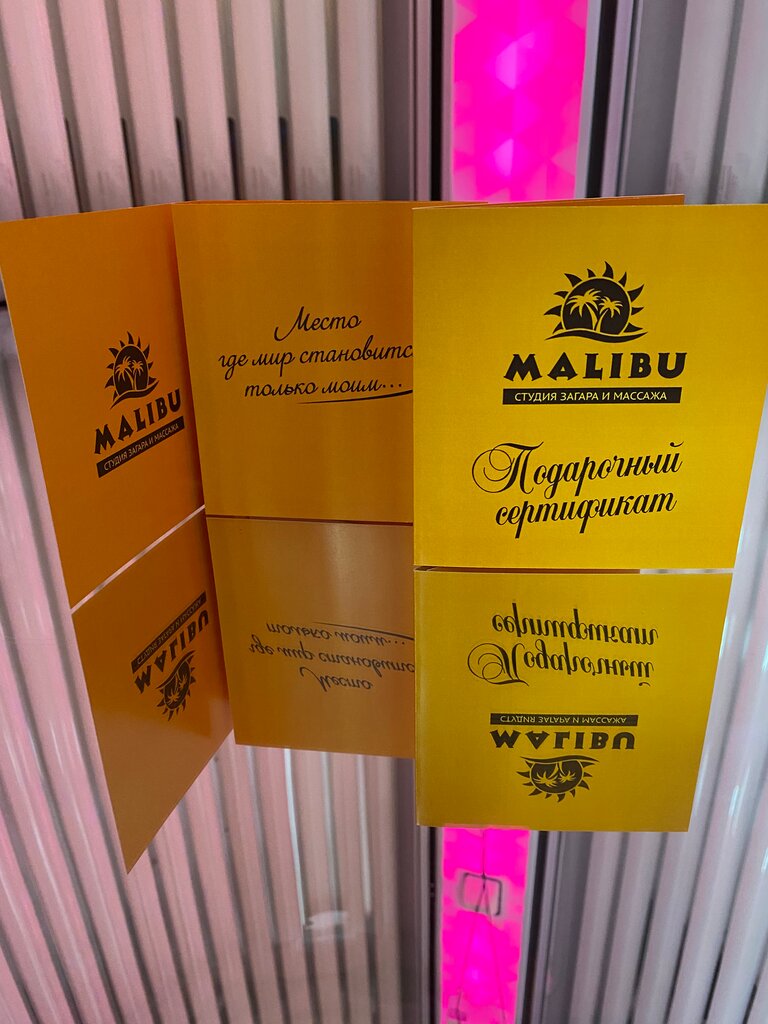 MALIBU
СТУДИЯ ЗАГАРА И МАССАЖА
Место
где мир становится
только моим...
MALIBU
СТУДИЯ ЗАГАРА И МАССАЖА
Подарочный
сертификат